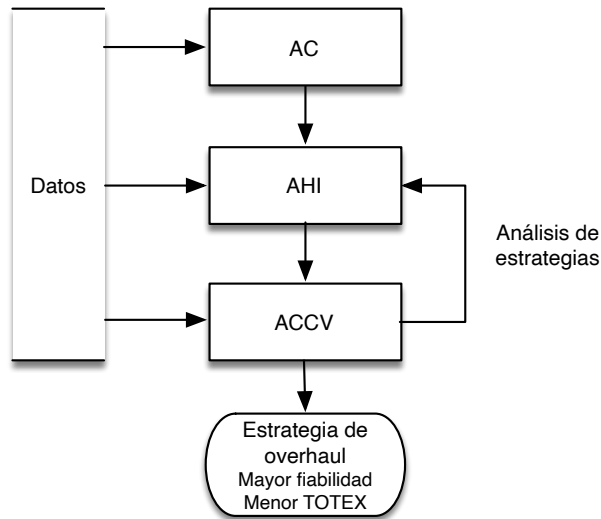 AC
Datos
AHI
Análisis de
estrategias
ACCV
Estrategia de
overhaul
Mayor fiabilidad
Menor TOTEX